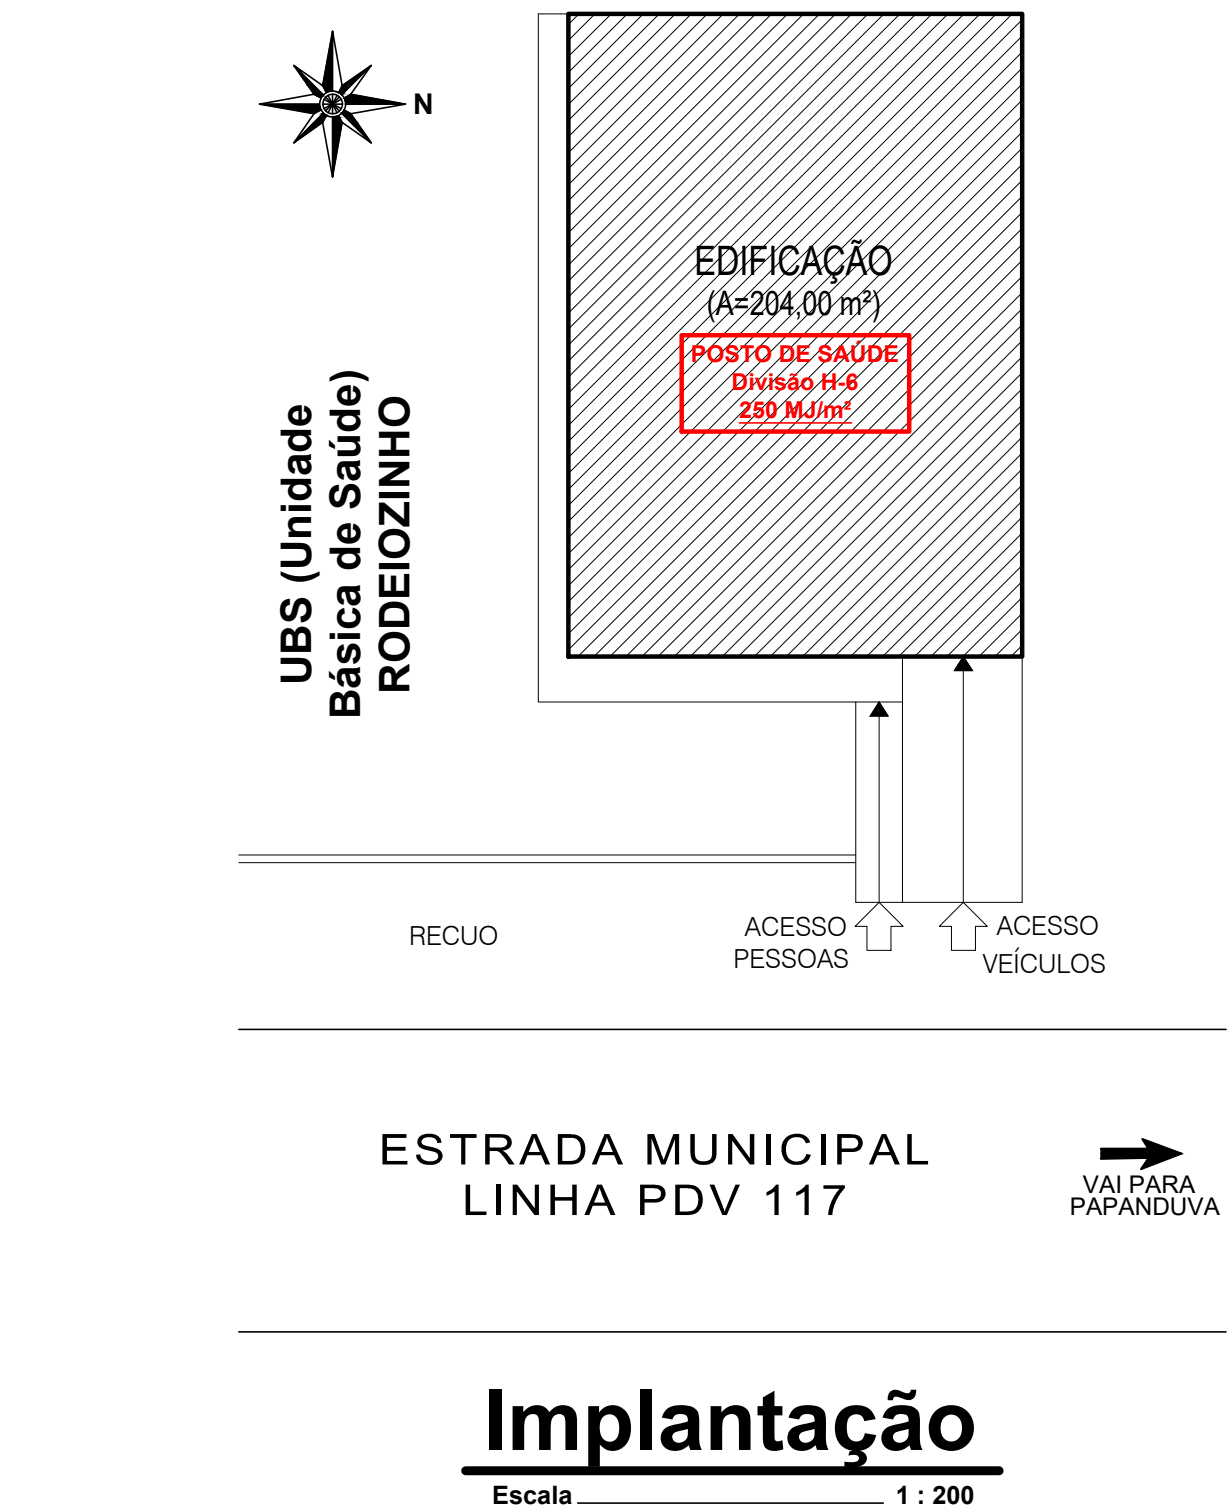 N
EDIFICAÇÃO
(A=204,00 m²)
POSTO DE SAÚDE
Divisão H-6
250 MJ/m²
UBS (Unidade
Básica de Saúde)
RODEIOZINHO
RECUO
ACESSO
PESSOAS
ACESSO
VEÍCULOS
ESTRADA MUNICIPAL
LINHA PDV 117
VAI PARA
PAPANDUVA
Implantação
Escala 1 : 200